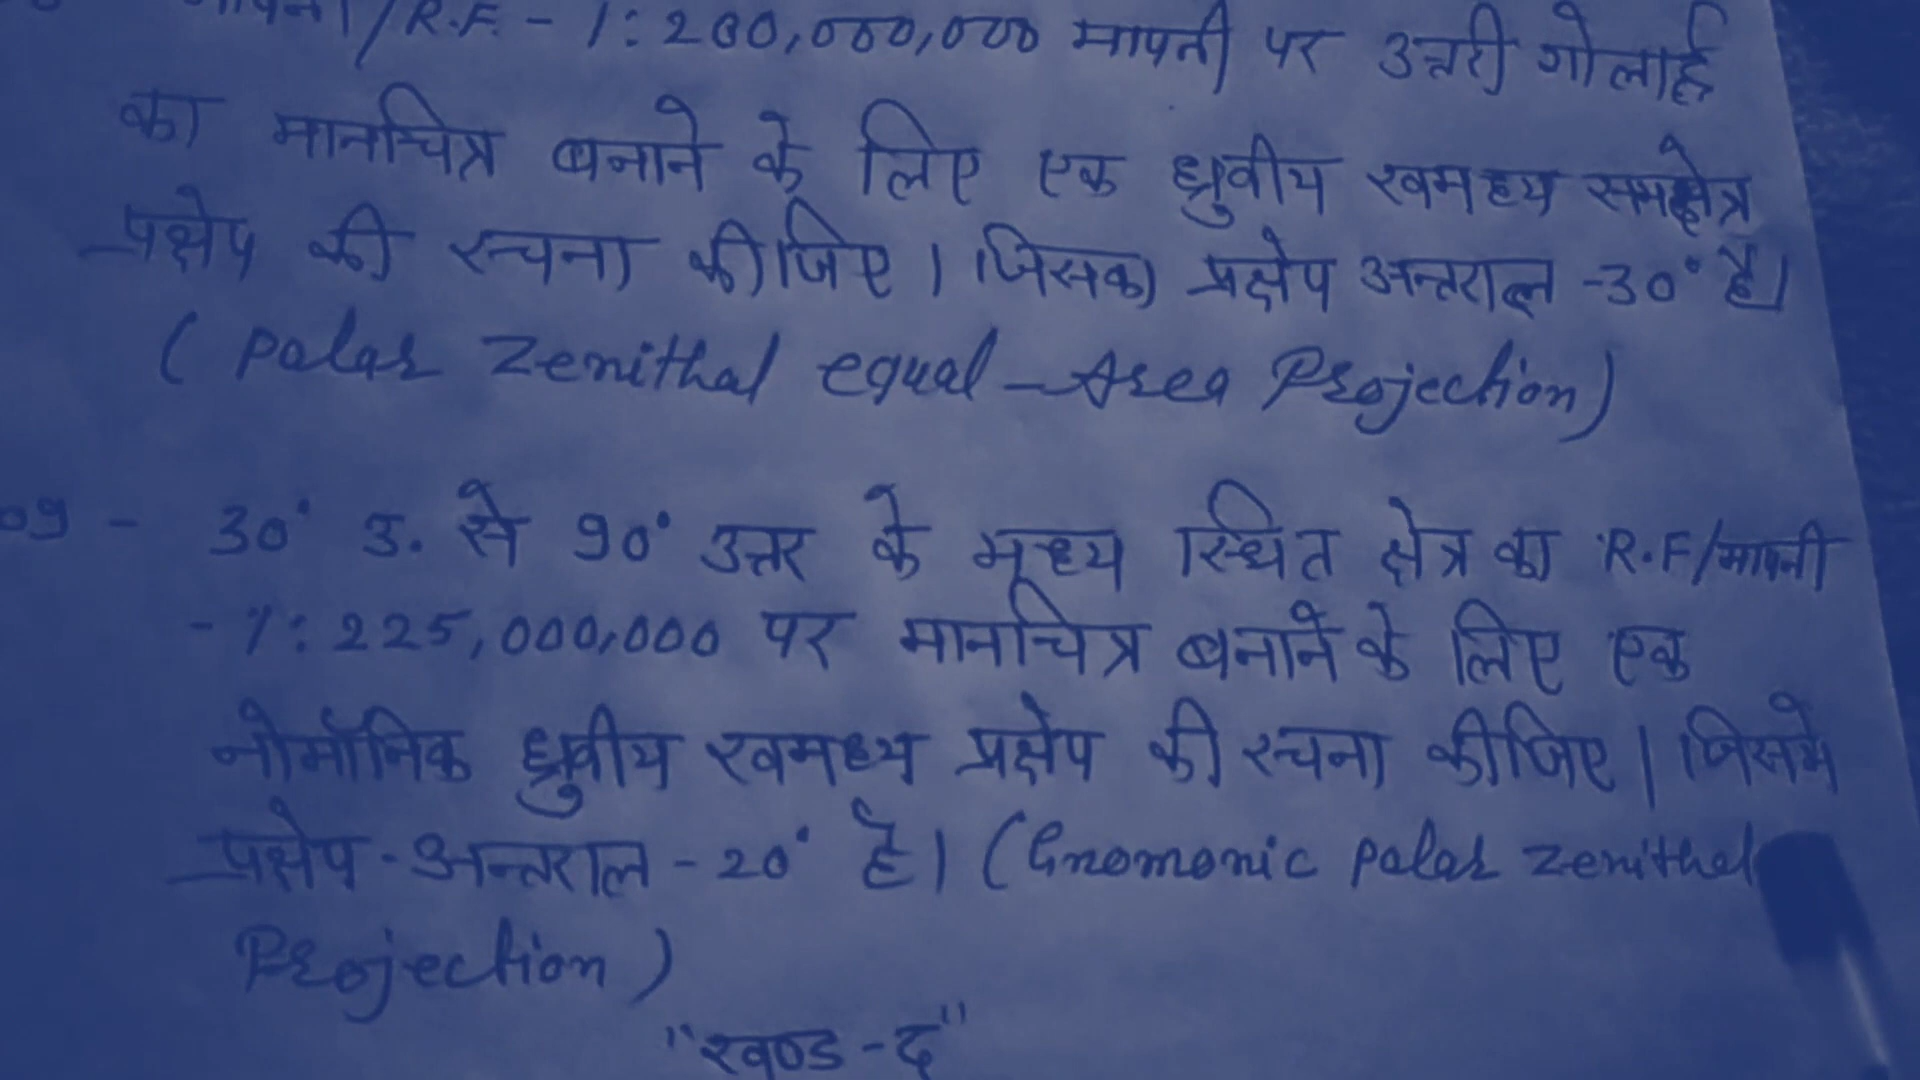 मापनी/R.F. - 1:200,000,000 मापनी पर उत्तरी गोलार्द्ध
का मानचित्र बनाने के लिए एक ध्रुवीय खमध्य समक्षेत्र
प्रक्षेप की रचना कीजिए। जिसका प्रक्षेप अन्तराल -30° है।
(Polar Zenithal equal-Area Projection)
09 - 30° उ. से 90° उत्तर के मध्य स्थित क्षेत्र का R.F/मापनी
- 1:225,000,000 पर मानचित्र बनाने के लिए एक
नोमॉनिक ध्रुवीय खमध्य प्रक्षेप की रचना कीजिए। जिसमें
प्रक्षेप-अन्तराल - 20° है। (Gnomonic Polar Zenithal
Projection)
"खण्ड-द"